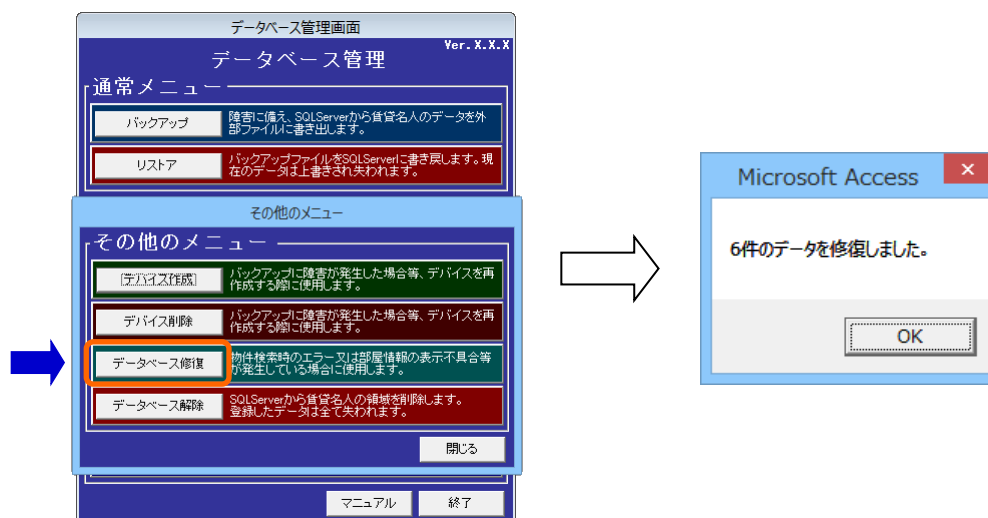 データベース管理画面
Ver. X.X.X
データベース管理
通常メニュー
バックアップ
障害に備え、SQLServerから賃貸名人のデータを外
部ファイルに書き出します。
リストア
バックアップファイルをSQLServerに書き戻します。現
在のデータは上書きされ失われます。
その他のメニュー
その他のメニュー
デバイス作成
バックアップに障害が発生した場合等、デバイスを再
作成する際に使用します。
デバイス削除
バックアップに障害が発生した場合等、デバイスを再
作成する際に使用します。
データベース修復
物件検索時のエラー又は部屋情報の表示不具合等
が発生している場合に使用します。
データベース解除
SQLServerから賃貸名人の領域を削除します。
登録したデータは全て失われます。
閉じる
マニュアル
終了
Microsoft Access
6件のデータを修復しました。
OK